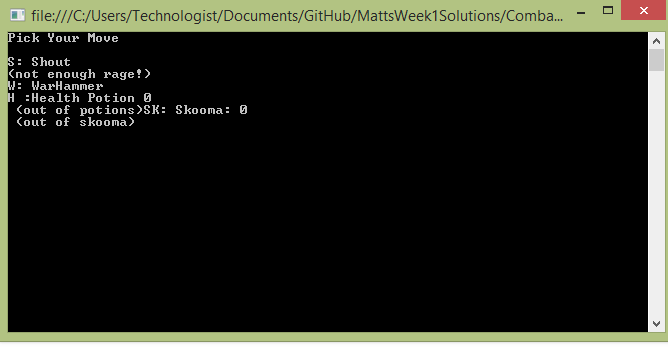 file:///C:/Users/Technologist/Documents/GitHub/MattsWeek1Solutions/Comba...
Pick Your Move
S: Shout
(not enough rage!)
W: WarHammer
H :Health Potion 0
(out of potions)SK: Skooma: 0
(out of skooma)